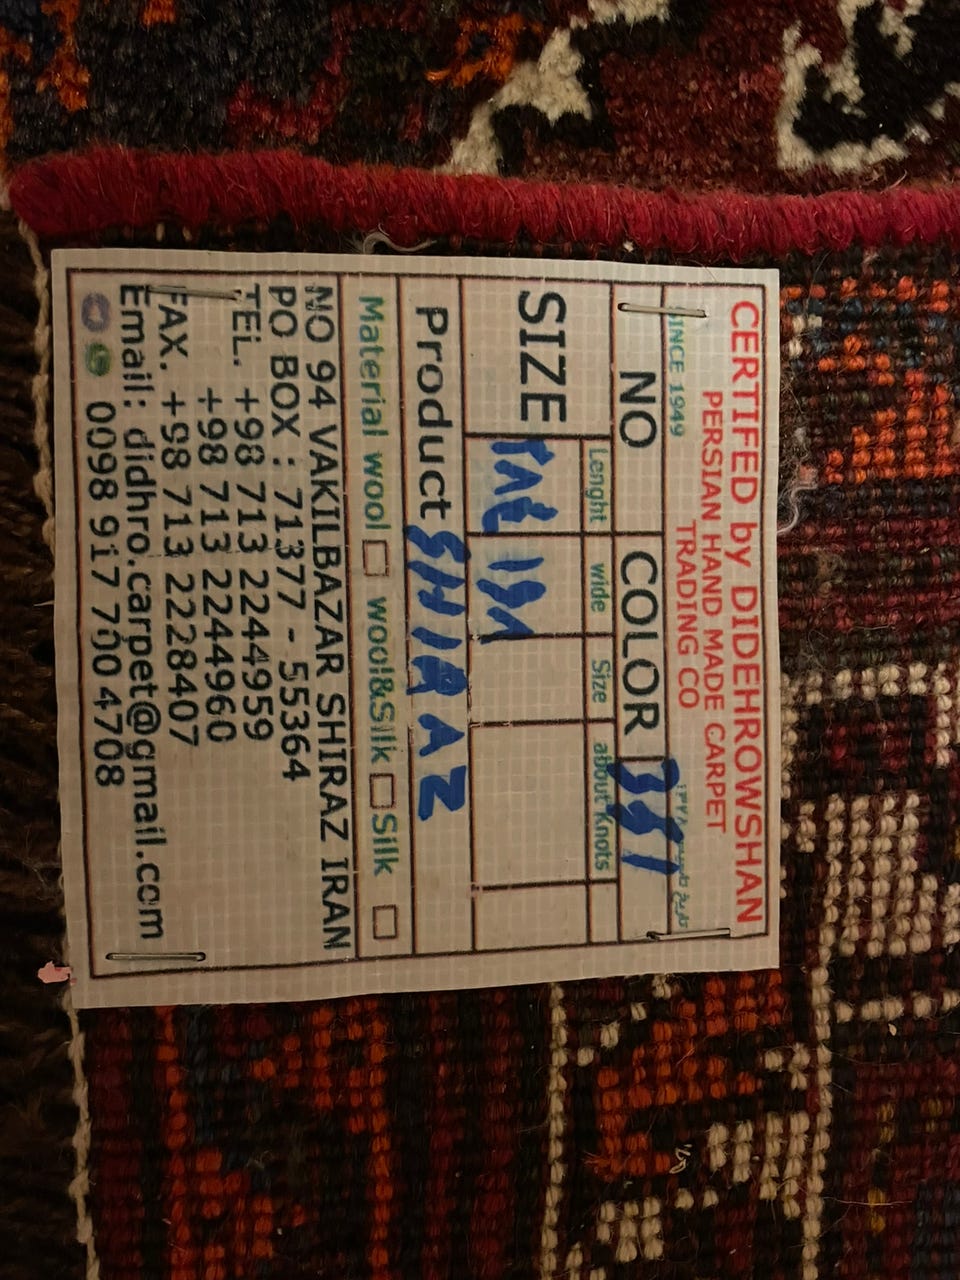 CERTIFED by DIDEHROWSHAN
PERSIAN HAND MADE CARPET
TRADING CO
SINCE 1949
NO COLOR
Lenght wide Size about Knots
SIZE
Product SHIRAZ
Material wool wool&Silk Silk
NO 94 VAKILBAZAR SHIRAZ IRAN
PO BOX : 71377 - 55364
TEL. +98 713 2244959
+98 713 2244960
FAX. +98 713 2228407
Email: didhro.carpet@gmail.com
0098 917 700 4708